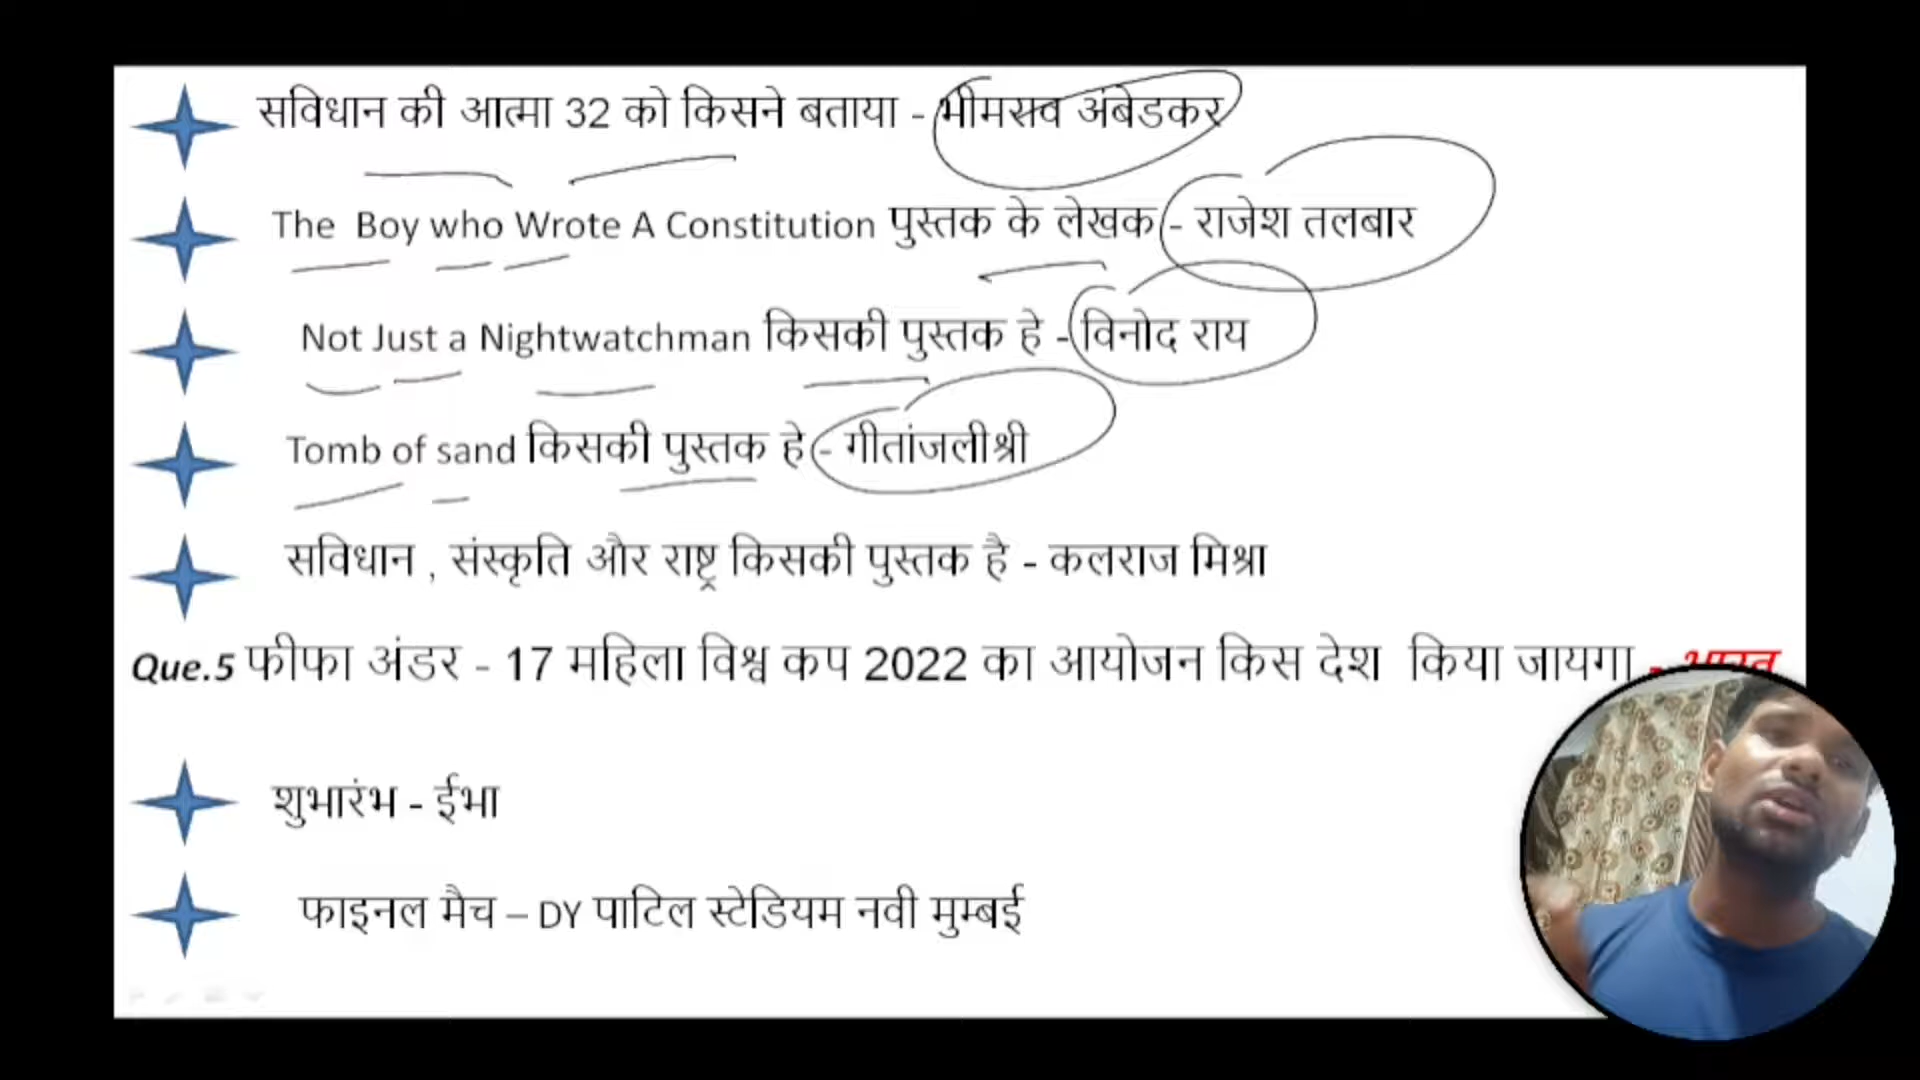 सविधान की आत्मा 32 को किसने बताया - भीमराव अंबेडकर
The Boy who Wrote A Constitution पुस्तक के लेखक - राजेश तलबार
Not Just a Nightwatchman किसकी पुस्तक हे - विनोद राय
Tomb of sand किसकी पुस्तक हे - गीतांजलीश्री
सविधान , संस्कृति और राष्ट्र किसकी पुस्तक है - कलराज मिश्रा
Que.5 फीफा अंडर - 17 महिला विश्व कप 2022 का आयोजन किस देश किया जायगा -
शुभारंभ - ईभा
फाइनल मैच – DY पाटिल स्टेडियम नवी मुम्बई